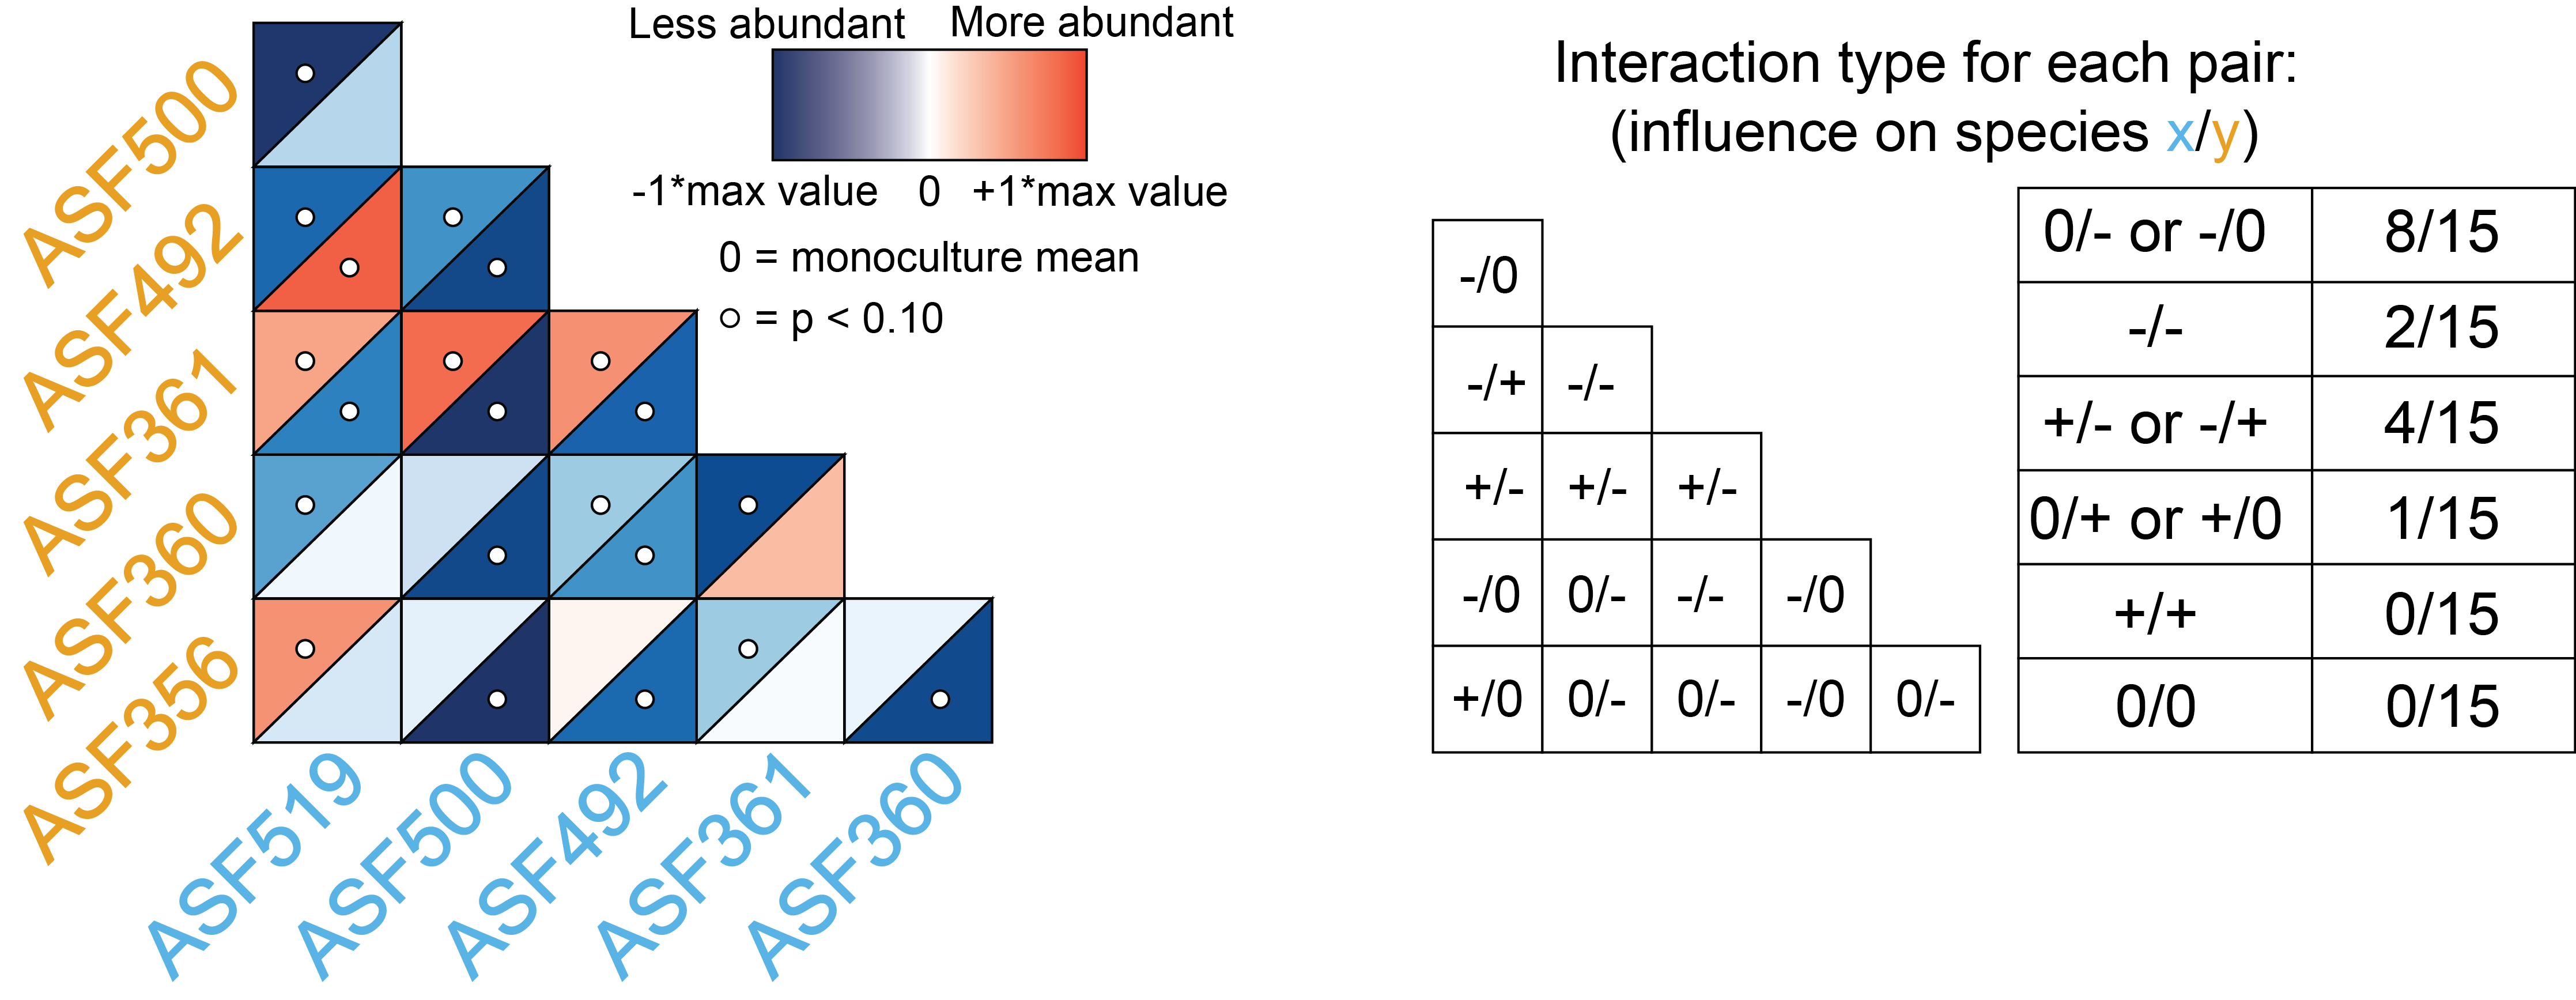 Less abundant More abundant
-1*max value 0 +1*max value
0 = monoculture mean
= p < 0.10
ASF500
ASF492
ASF361
ASF360
ASF356
ASF519
ASF500
ASF492
ASF361
ASF360
Interaction type for each pair:
(influence on species x/y)
-/0
-/+ -/-
+/- +/- +/-
-/0 0/- -/- -/0
+/0 0/- 0/- -/0 0/-
0/- or -/0 8/15
-/- 2/15
+/- or -/+ 4/15
0/+ or +/0 1/15
+/+ 0/15
0/0 0/15